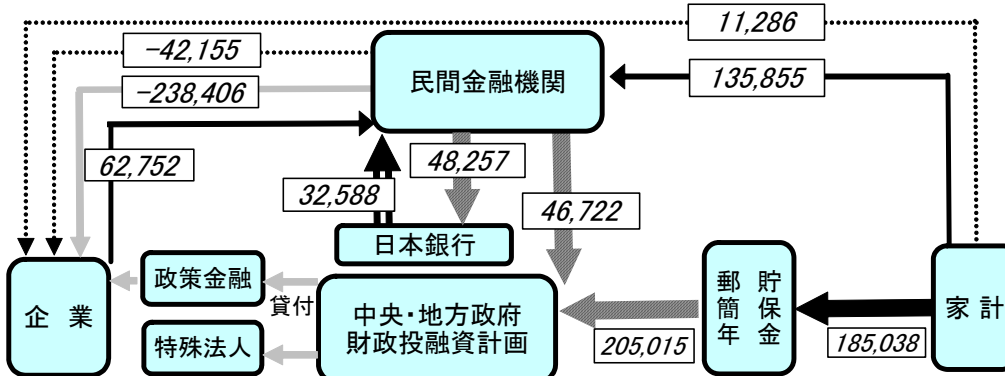 11,286
-42,155
民間金融機関
135,855
-238,406
62,752
48,257
32,588
46,722
日本銀行
企 業
政策金融
貸付
特殊法人
中央・地方政府
財政投融資計画
205,015
郵 貯
簡 保
年 金
185,038
家計